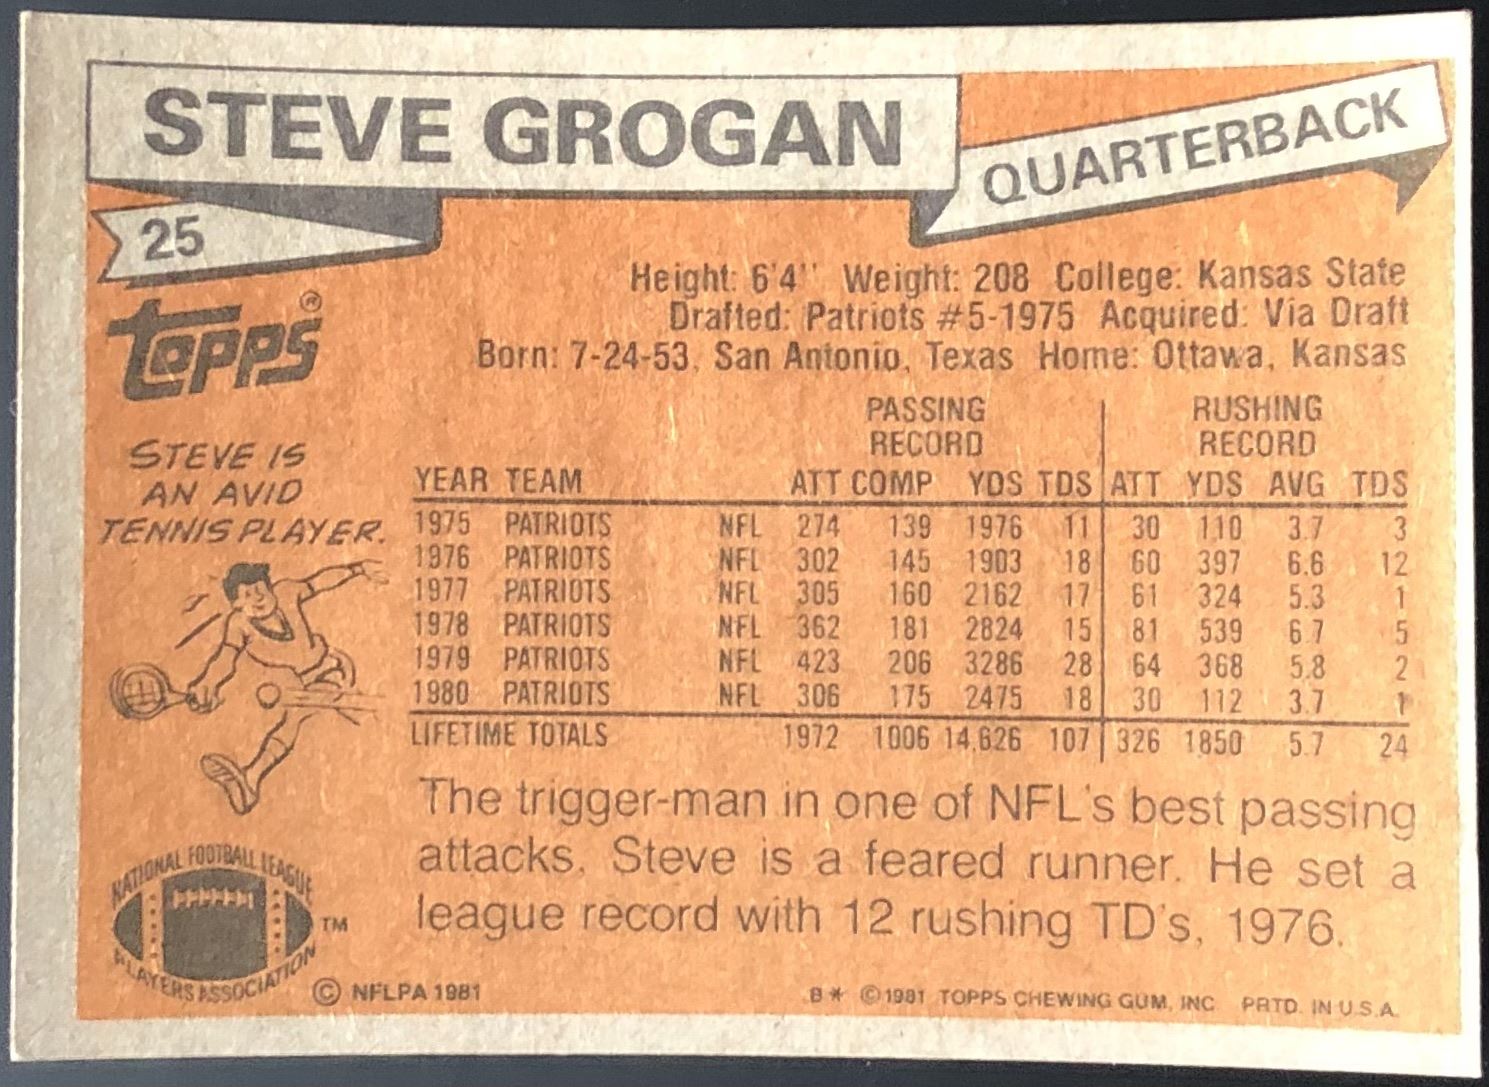 STEVE GROGAN
QUARTERBACK
25
Topps®
Height: 6'4" Weight: 208 College: Kansas State
Drafted: Patriots #5-1975 Acquired: Via Draft
Born: 7-24-53, San Antonio, Texas Home: Ottawa, Kansas
STEVE IS
AN AVID
TENNIS PLAYER.
PASSING RUSHING
RECORD RECORD
YEAR TEAM ATT COMP YDS TDS ATT YDS AVG TDS
1975 PATRIOTS NFL 274 139 1976 11 30 110 3.7 3
1976 PATRIOTS NFL 302 145 1903 18 60 397 6.6 12
1977 PATRIOTS NFL 305 160 2162 17 61 324 5.3 1
1978 PATRIOTS NFL 362 181 2824 15 81 539 6.7 5
1979 PATRIOTS NFL 423 206 3286 28 64 368 5.8 2
1980 PATRIOTS NFL 306 175 2475 18 30 112 3.7 1
LIFETIME TOTALS 1972 1006 14,626 107 326 1850 5.7 24
The trigger-man in one of NFL's best passing
attacks, Steve is a feared runner. He set a
league record with 12 rushing TD's, 1976.
NATIONAL FOOTBALL LEAGUE
PLAYERS ASSOCIATION
TM
© NFLPA 1981
B* © 1981 TOPPS CHEWING GUM, INC. PRTD. IN U.S.A.